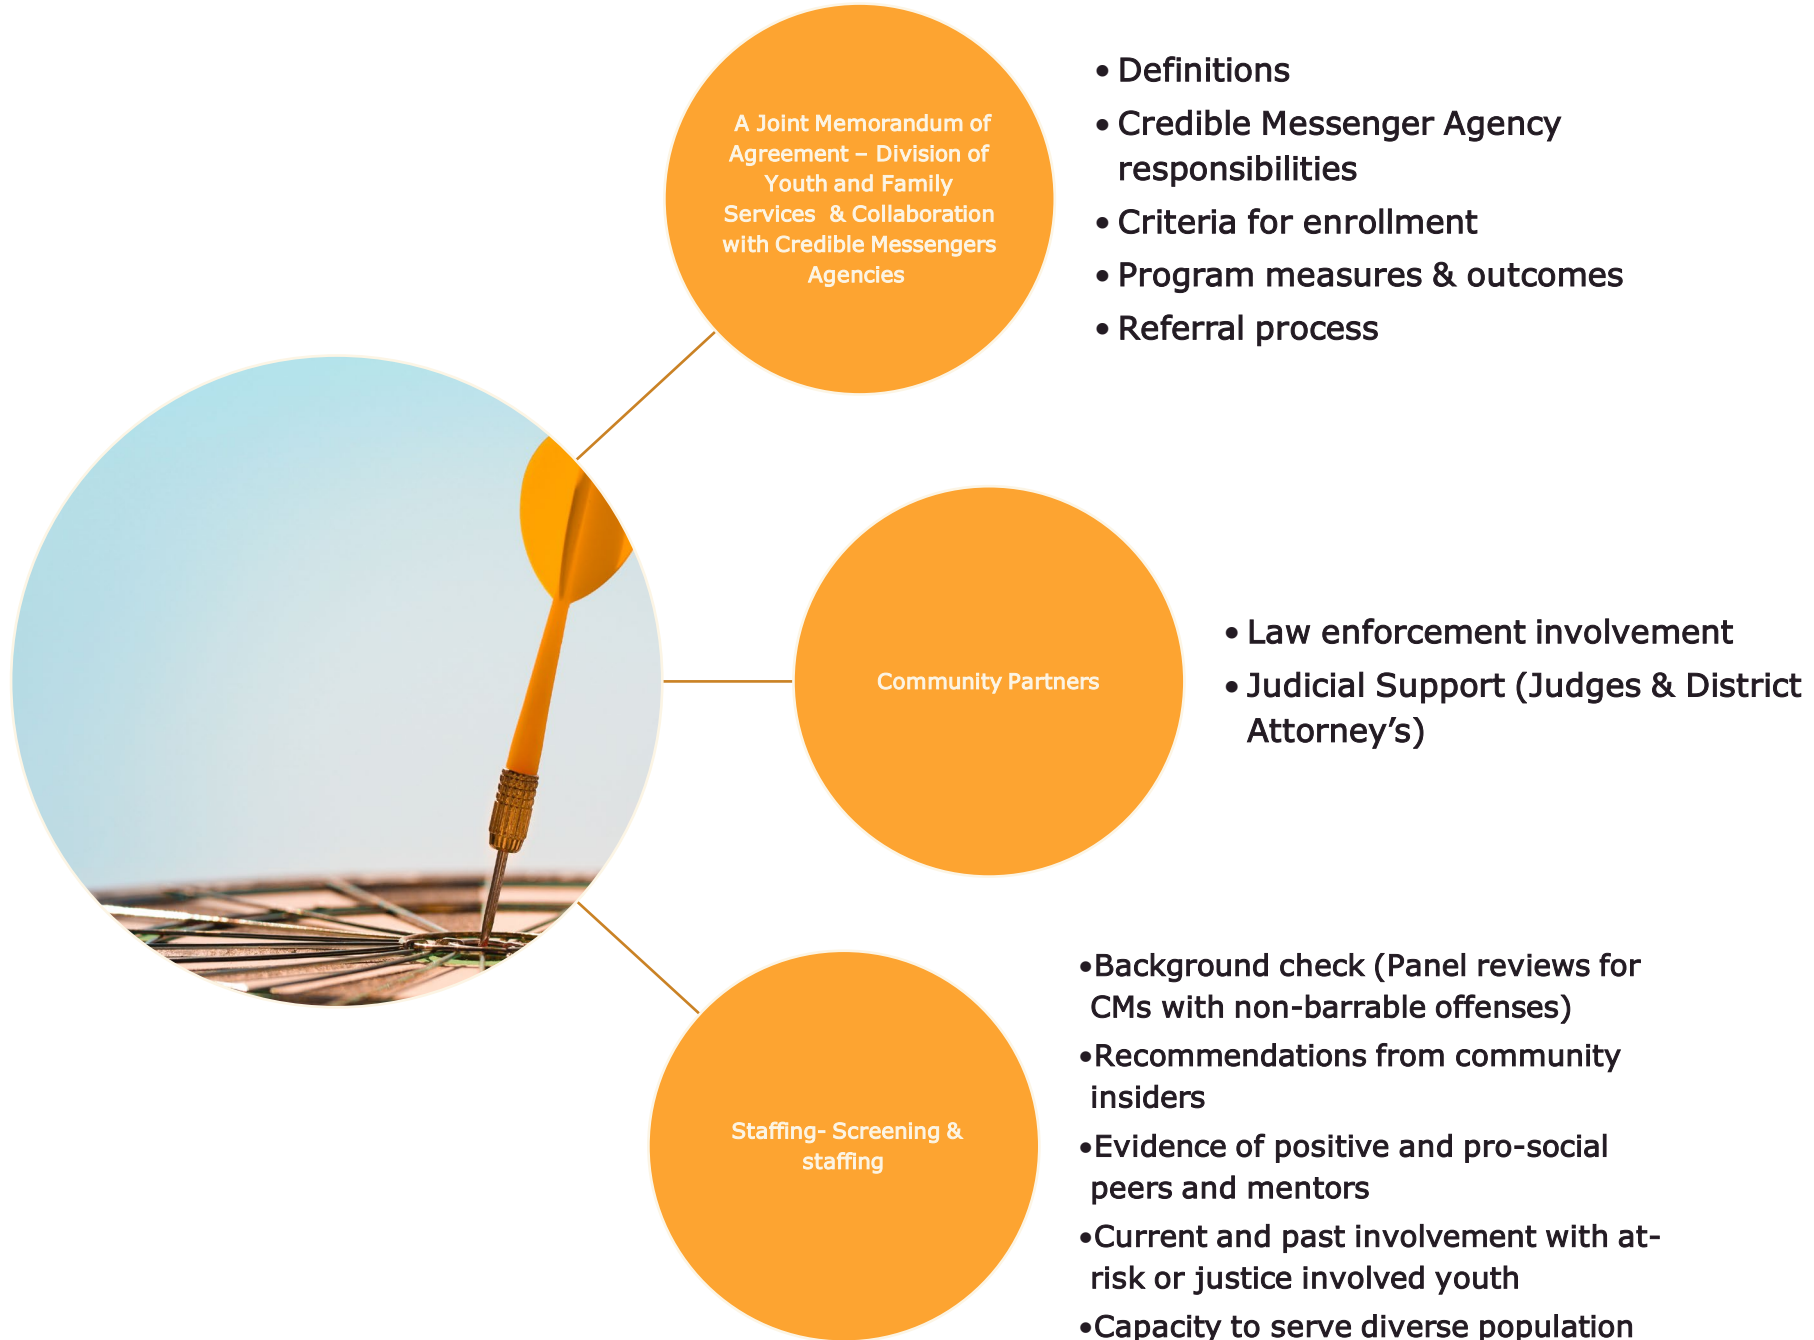 A Joint Memorandum of
Agreement – Division of
Youth and Family
Services  & Collaboration
with Credible Messengers
Agencies
• Definitions
• Credible Messenger Agency
responsibilities
• Criteria for enrollment
• Program measures & outcomes
• Referral process
Community Partners
• Law enforcement involvement
• Judicial Support (Judges & District
Attorney’s)
Staffing- Screening &
staffing
•Background check (Panel reviews for
CMs with non-barrable offenses)
•Recommendations from community
insiders
•Evidence of positive and pro-social
peers and mentors
•Current and past involvement with at-
risk or justice involved youth
•Capacity to serve diverse population